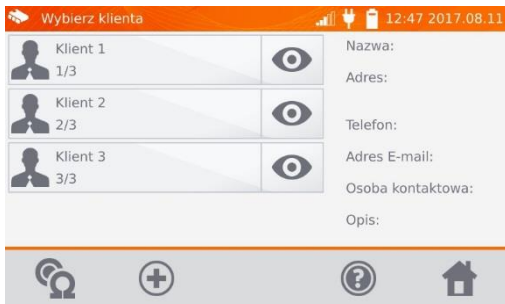 Wybierz klienta
12:47 2017.08.11
Klient 1
1/3
Klient 2
2/3
Klient 3
3/3
Nazwa:
Adres:
Telefon:
Adres E-mail:
Osoba kontaktowa:
Opis: